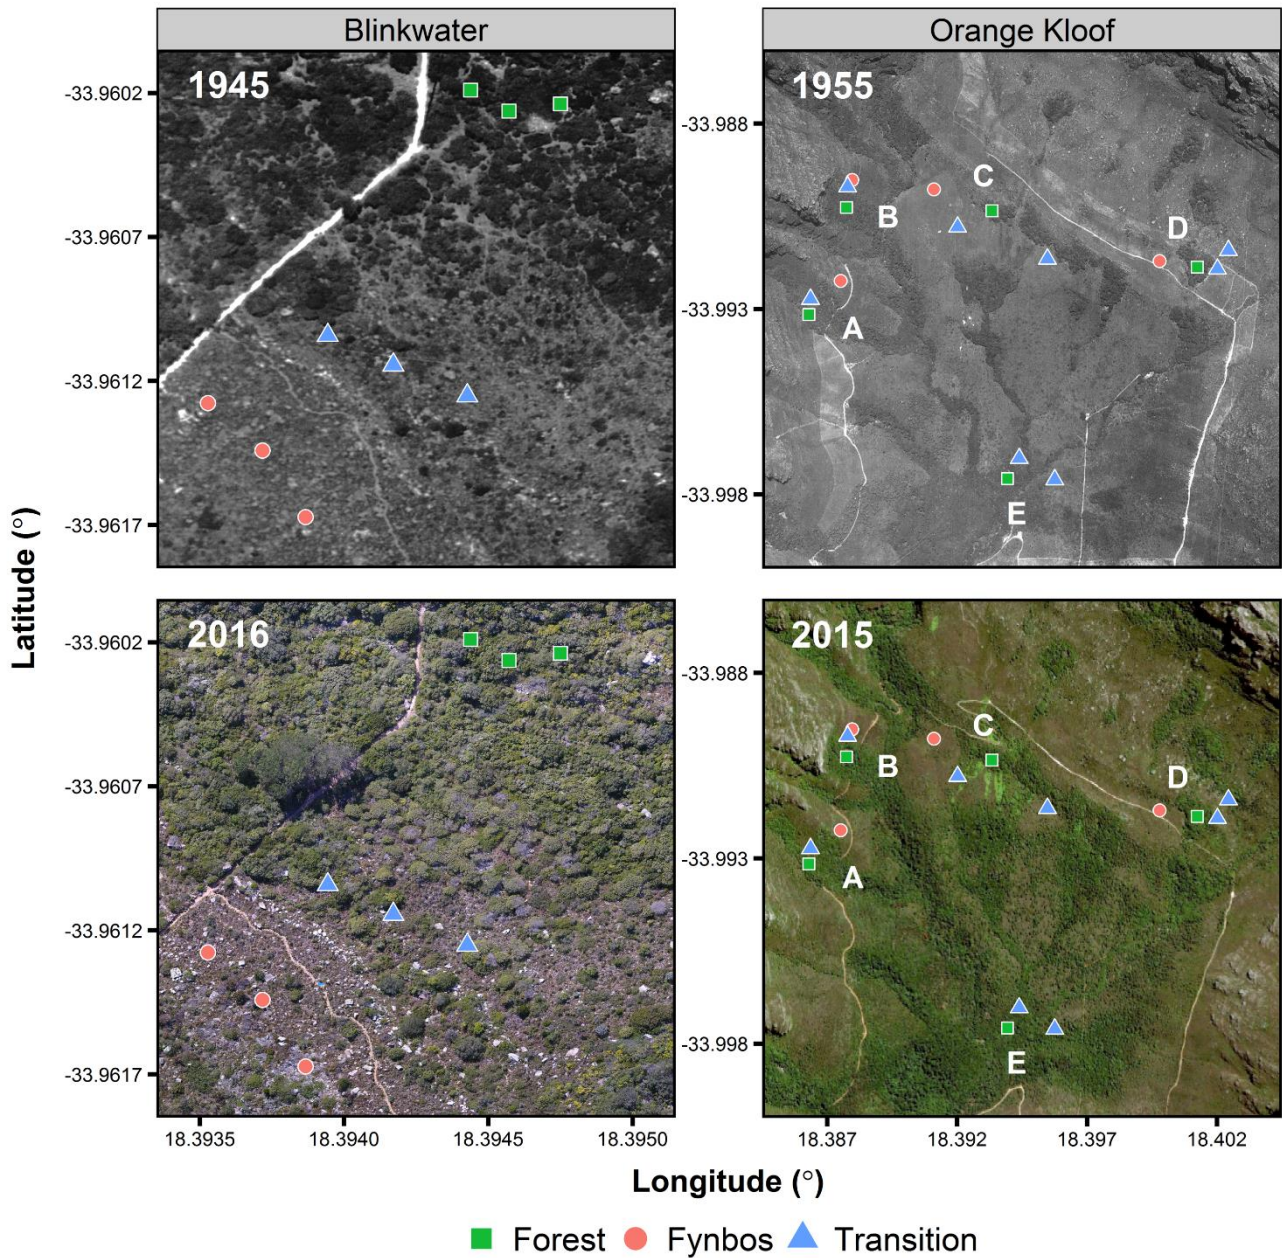 Blinkwater
Orange Kloof
1945
1955
-33.9602
-33.9607
-33.9612
-33.9617
-33.988
-33.993
-33.998
A
B
C
D
E
2016
2015
-33.9602
-33.9607
-33.9612
-33.9617
-33.988
-33.993
-33.998
A
B
C
D
E
18.3935
18.3940
18.3945
18.3950
18.387
18.392
18.397
18.402
Latitude (°)
Longitude (°)
Forest
Fynbos
Transition